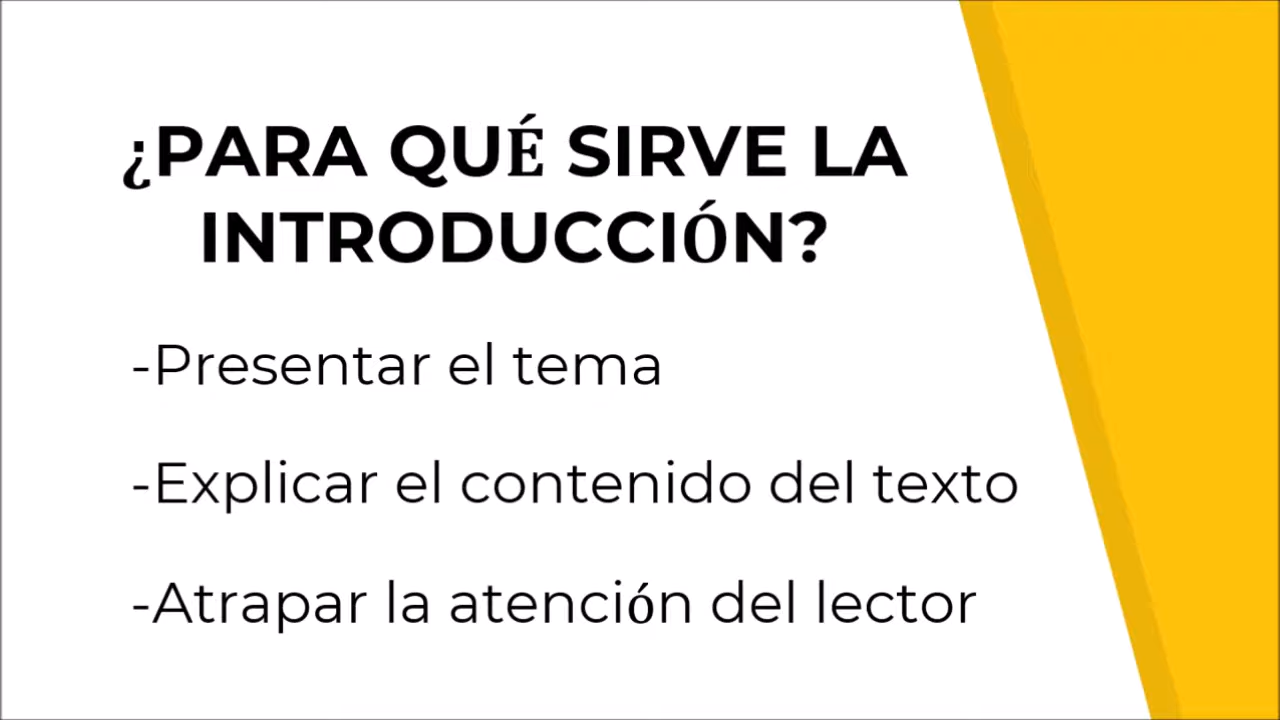 ¿PARA QUÉ SIRVE LA
INTRODUCCIÓN?
-Presentar el tema
-Explicar el contenido del texto
-Atrapar la atención del lector